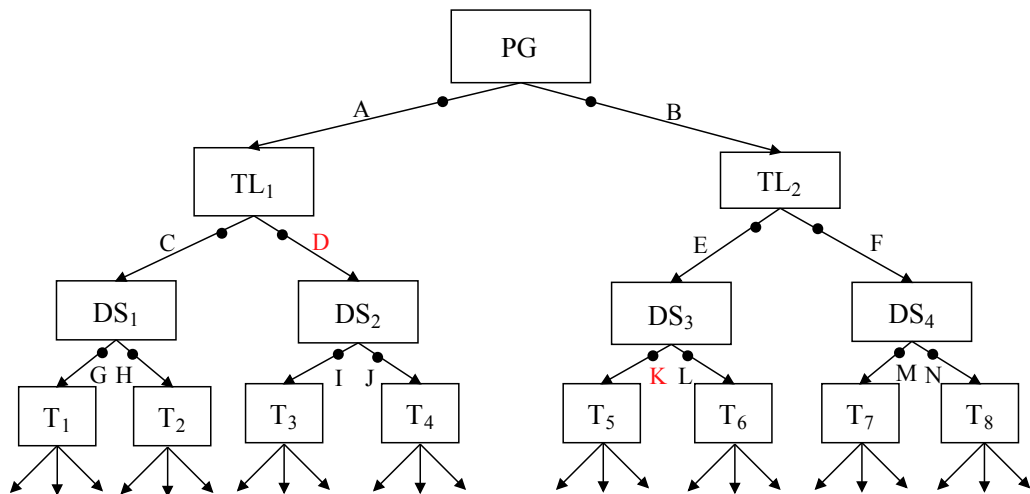 PG
A
B
TL₁
TL₂
C
D
E
F
DS₁
DS₂
DS₃
DS₄
G H
I
J
K
L
M
N
T₁
T₂
T₃
T₄
T₅
T₆
T₇
T₈